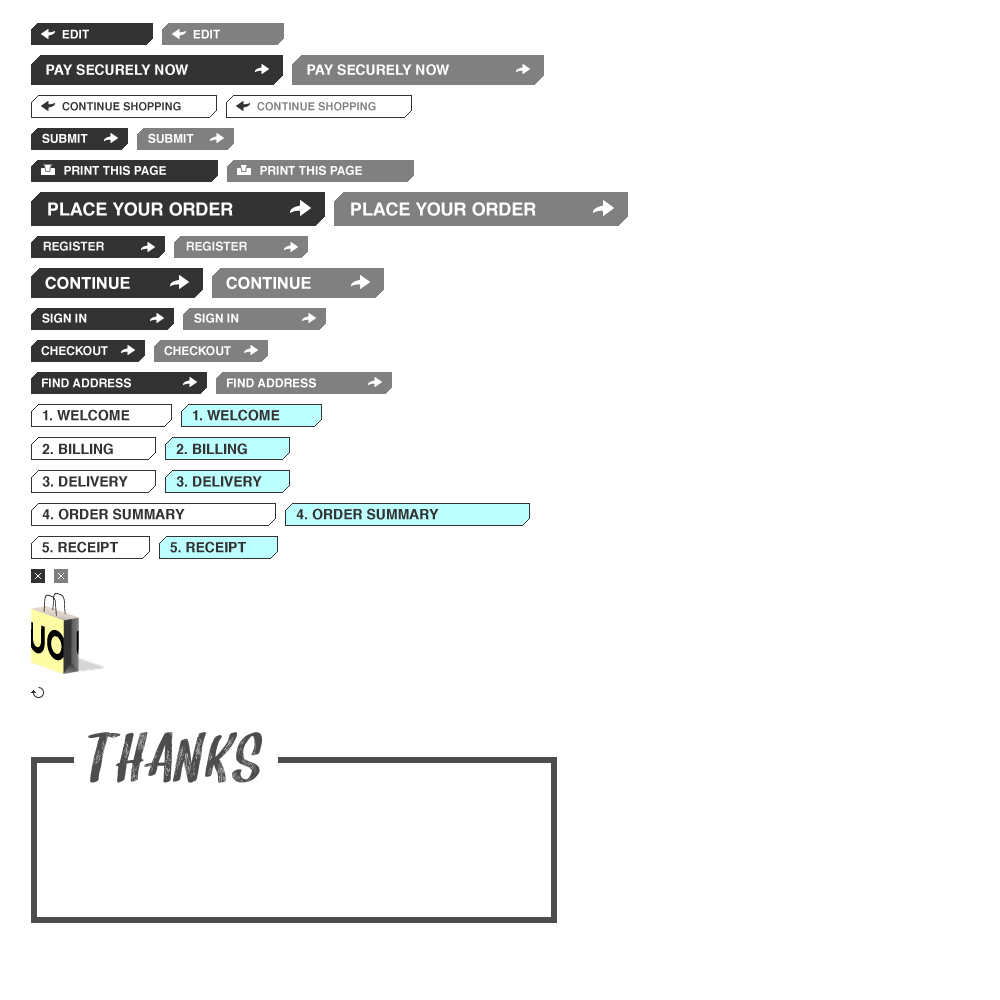 EDIT EDIT
PAY SECURELY NOW PAY SECURELY NOW
CONTINUE SHOPPING CONTINUE SHOPPING
SUBMIT SUBMIT
PRINT THIS PAGE PRINT THIS PAGE
PLACE YOUR ORDER PLACE YOUR ORDER
REGISTER REGISTER
CONTINUE CONTINUE
SIGN IN SIGN IN
CHECKOUT CHECKOUT
FIND ADDRESS FIND ADDRESS
1. WELCOME 1. WELCOME
2. BILLING 2. BILLING
3. DELIVERY 3. DELIVERY
4. ORDER SUMMARY 4. ORDER SUMMARY
5. RECEIPT 5. RECEIPT
UO
THANKS